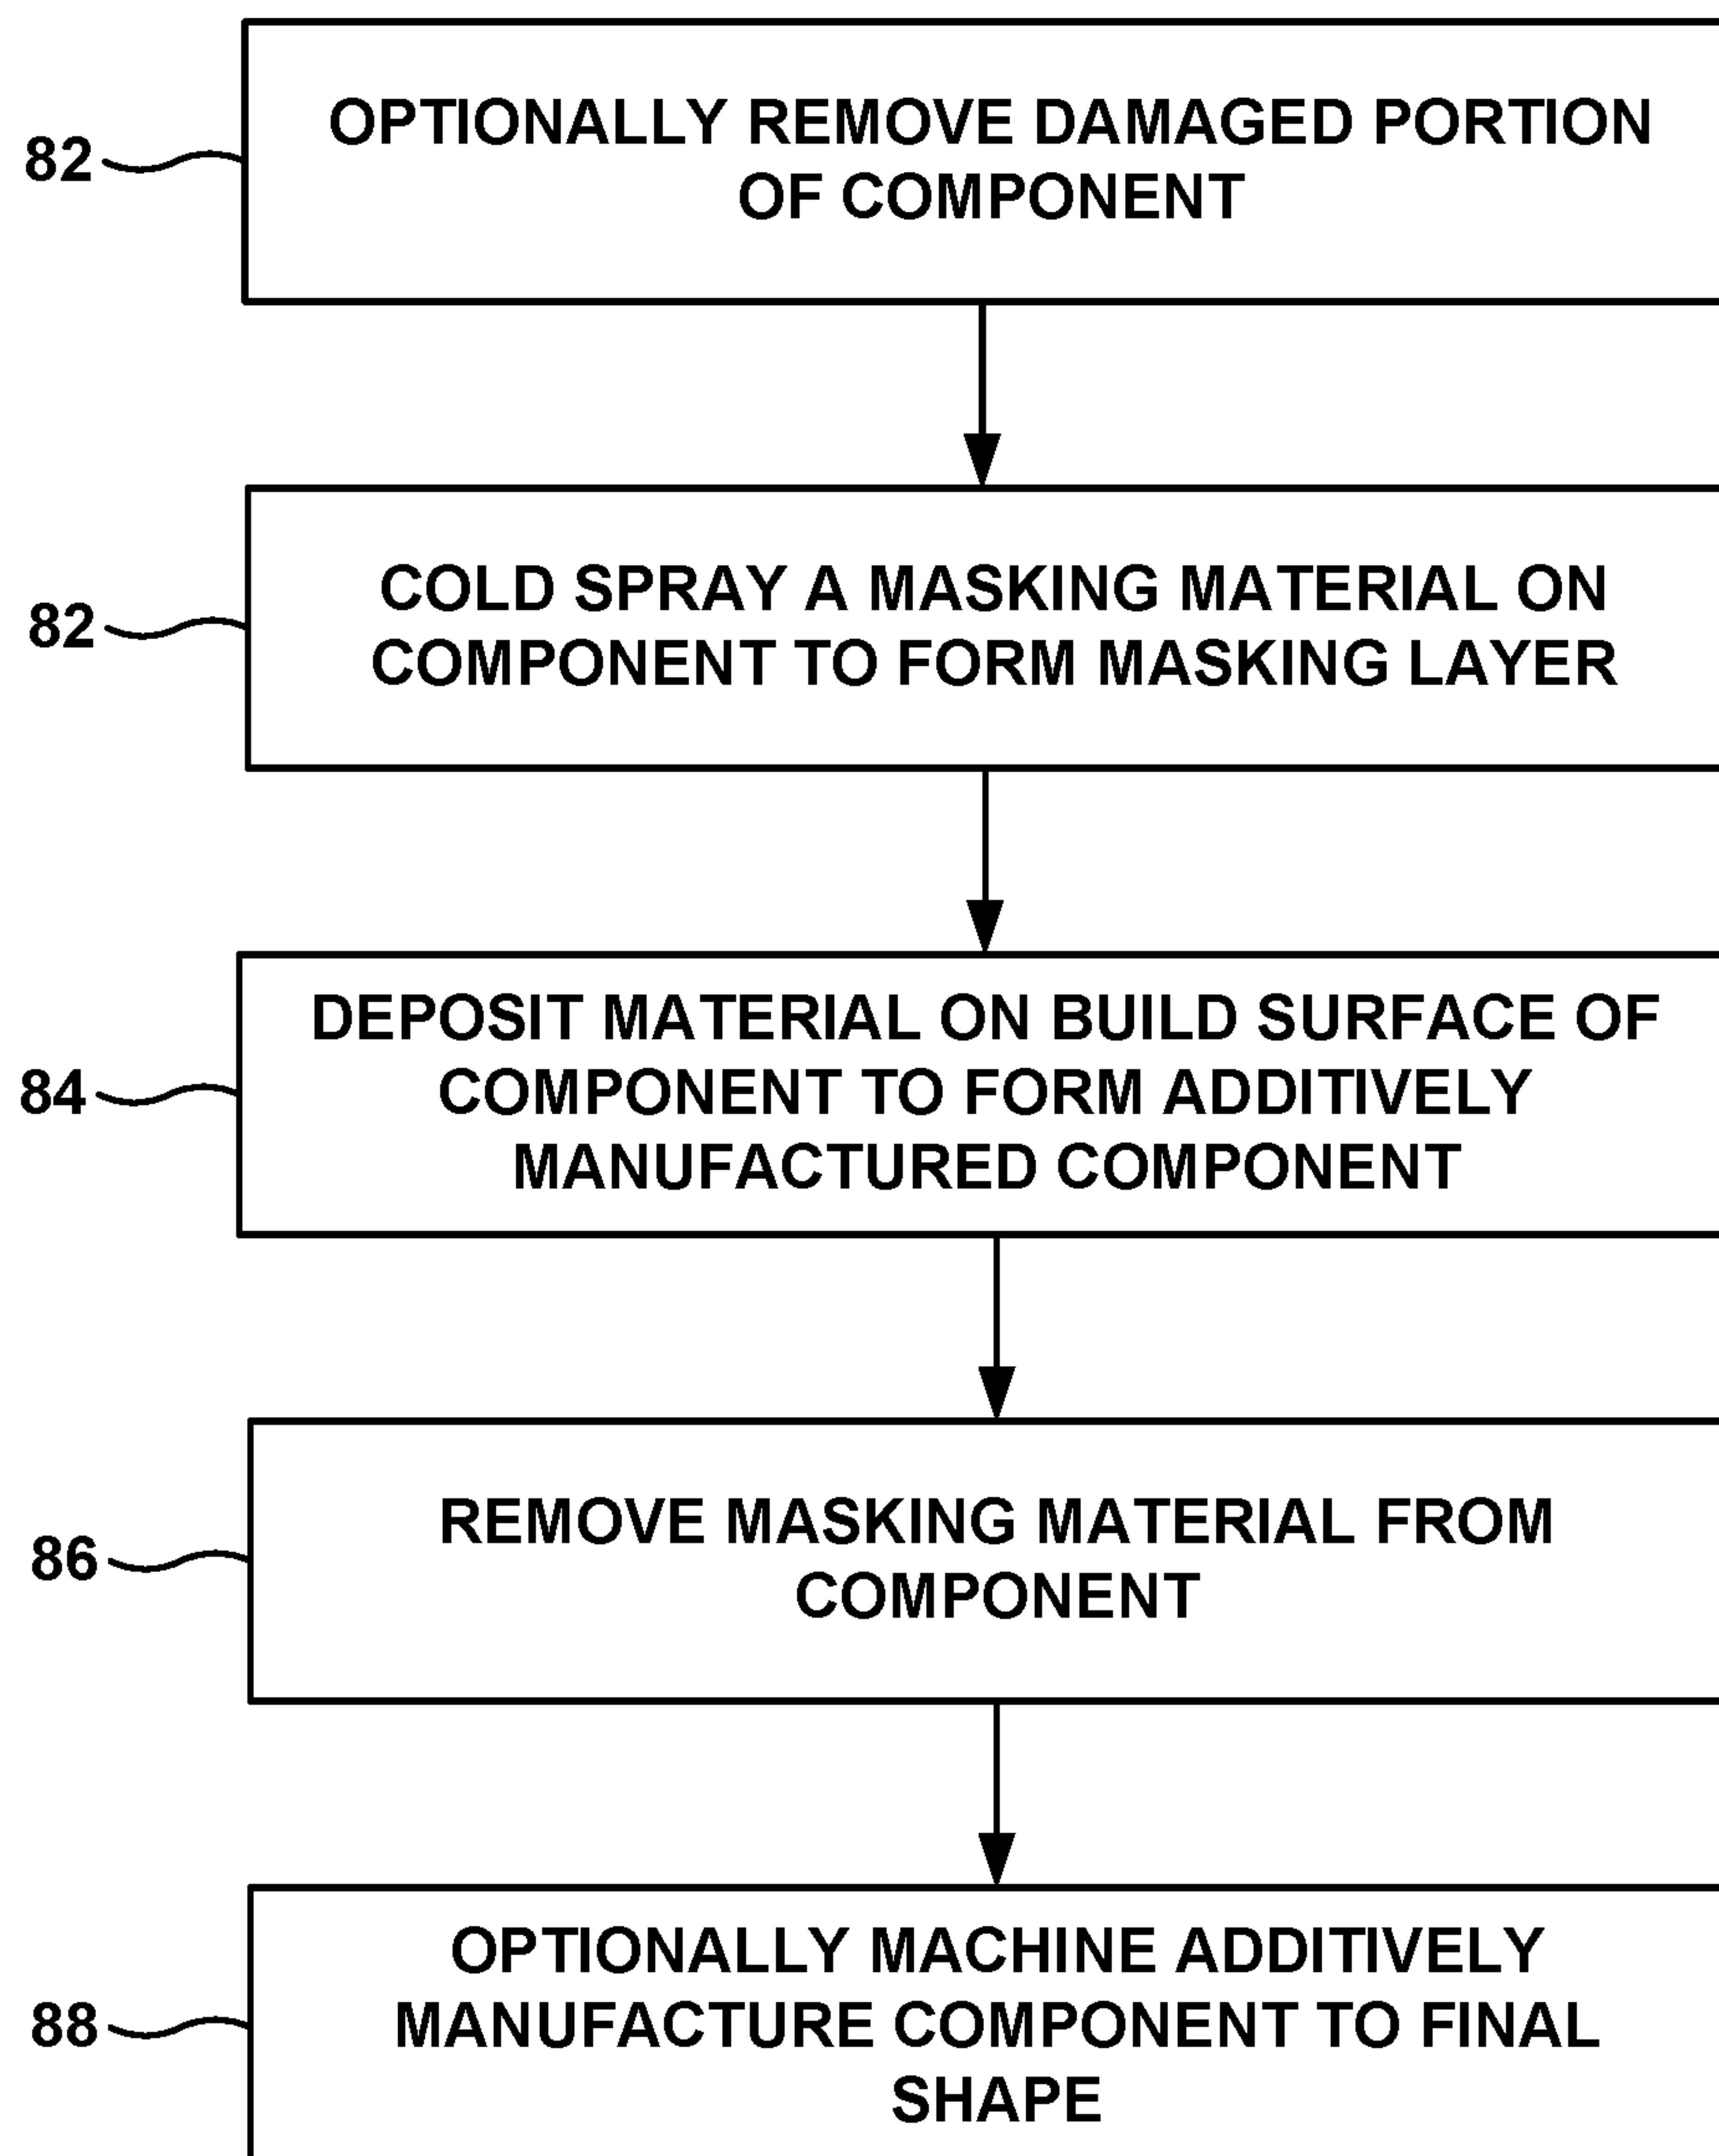 82
OPTIONALLY REMOVE DAMAGED PORTION
OF COMPONENT
82
COLD SPRAY A MASKING MATERIAL ON
COMPONENT TO FORM MASKING LAYER
84
DEPOSIT MATERIAL ON BUILD SURFACE OF
COMPONENT TO FORM ADDITIVELY
MANUFACTURED COMPONENT
86
REMOVE MASKING MATERIAL FROM
COMPONENT
88
OPTIONALLY MACHINE ADDITIVELY
MANUFACTURE COMPONENT TO FINAL
SHAPE